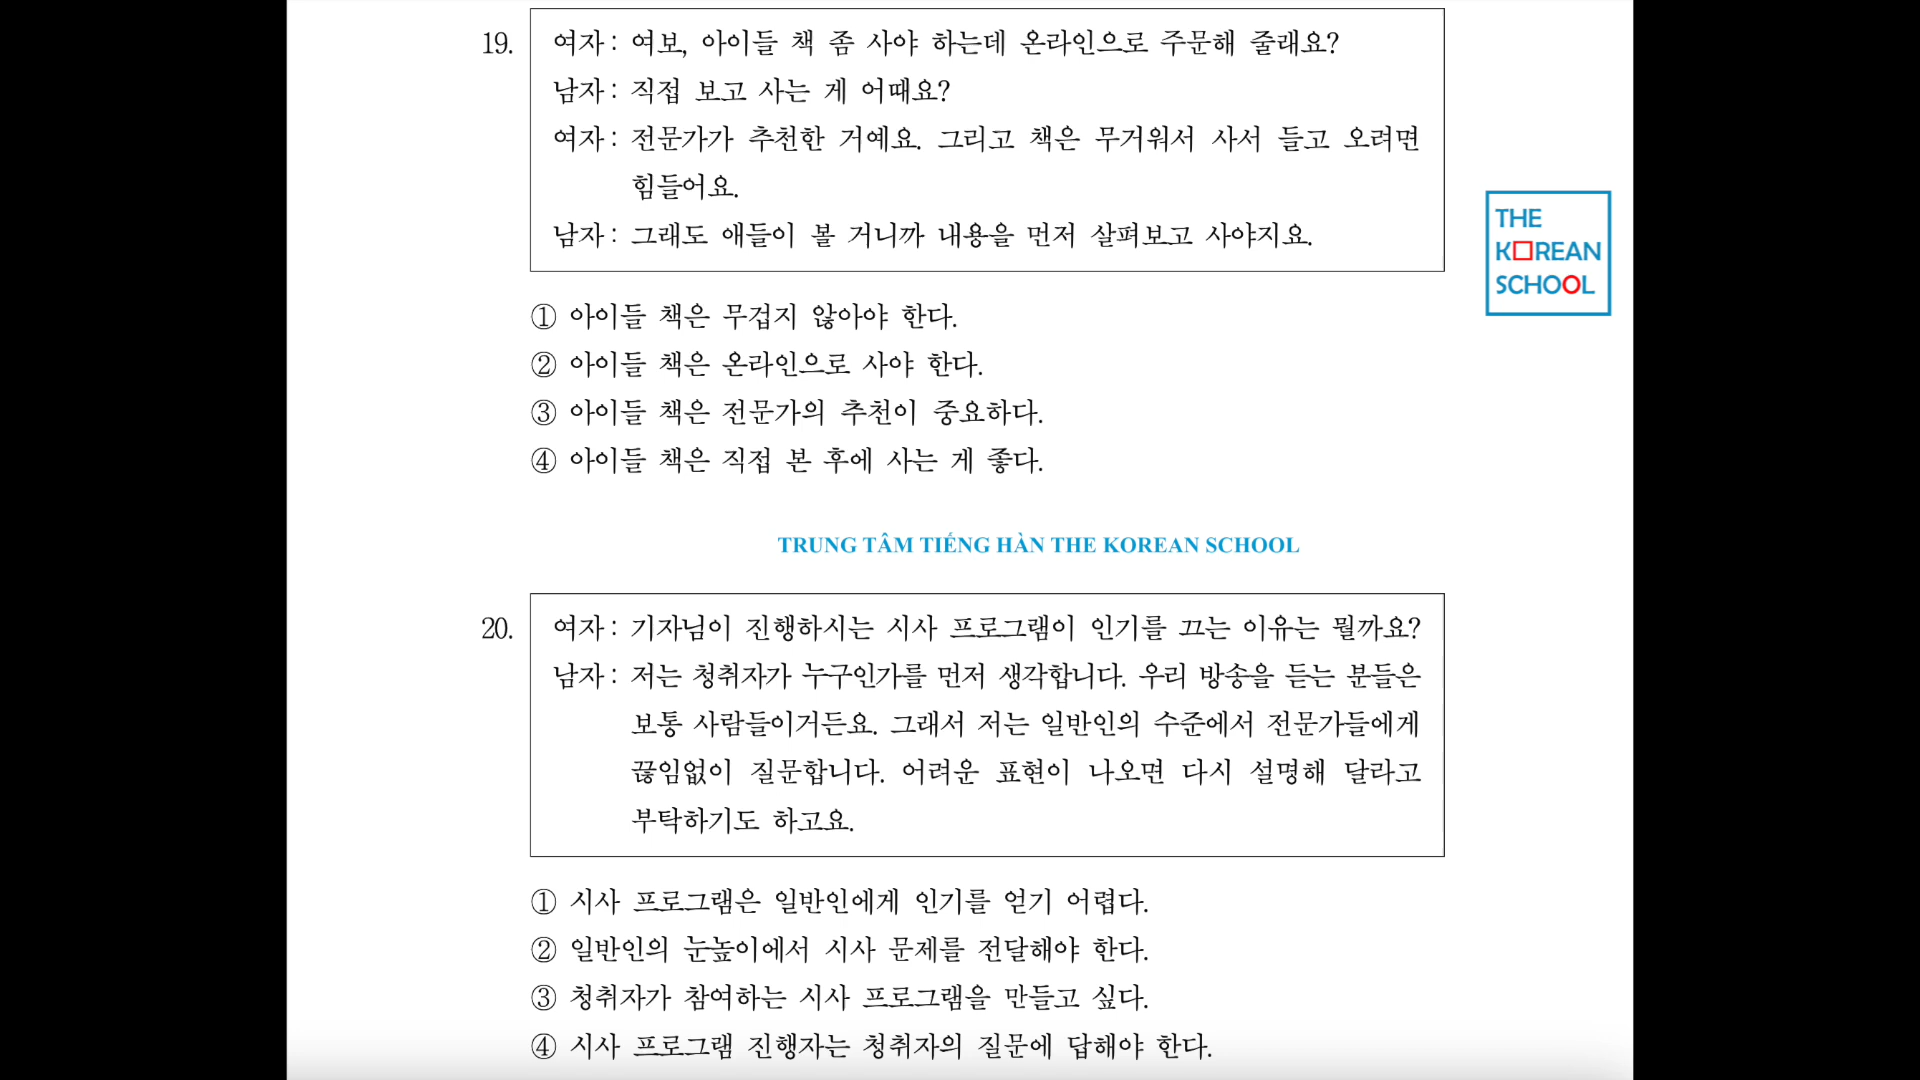 19.
여자 : 여보, 아이들 책 좀 사야 하는데 온라인으로 주문해 줄래요?
남자 : 직접 보고 사는 게 어때요?
여자 : 전문가가 추천한 거예요. 그리고 책은 무거워서 사서 들고 오려면
힘들어요.
남자 : 그래도 애들이 볼 거니까 내용을 먼저 살펴보고 사야지요.
① 아이들 책은 무겁지 않아야 한다.
② 아이들 책은 온라인으로 사야 한다.
③ 아이들 책은 전문가의 추천이 중요하다.
④ 아이들 책은 직접 본 후에 사는 게 좋다.
THE
KOREAN
SCHOOL
TRUNG TÂM TIẾNG HÀN THE KOREAN SCHOOL
20.
여자 : 기자님이 진행하시는 시사 프로그램이 인기를 끄는 이유는 뭘까요?
남자 : 저는 청취자가 누구인가를 먼저 생각합니다. 우리 방송을 듣는 분들은
보통 사람들이거든요. 그래서 저는 일반인의 수준에서 전문가들에게
끊임없이 질문합니다. 어려운 표현이 나오면 다시 설명해 달라고
부탁하기도 하고요.
① 시사 프로그램은 일반인에게 인기를 얻기 어렵다.
② 일반인의 눈높이에서 시사 문제를 전달해야 한다.
③ 청취자가 참여하는 시사 프로그램을 만들고 싶다.
④ 시사 프로그램 진행자는 청취자의 질문에 답해야 한다.